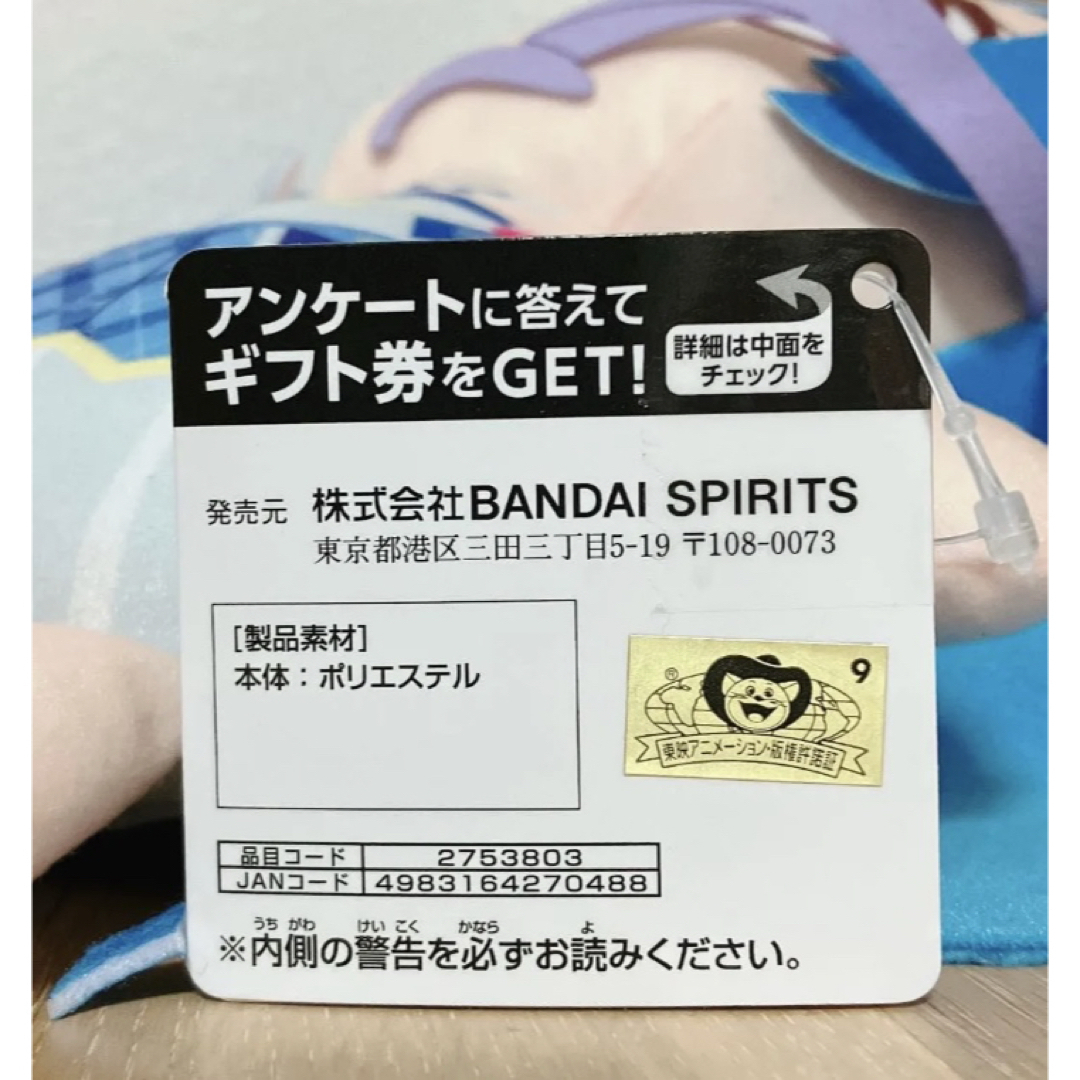 アンケートに答えて
ギフト券をGET!
詳細は中面を
チェック!
発売元 株式会社BANDAI SPIRITS
東京都港区三田三丁目5-19 〒108-0073
[製品素材]
本体：ポリエステル
® 9
東映アニメーション・版権許諾証
品目コード 2753803
JANコード 4983164270488
うち がわ けい こく かなら よ
※内側の警告を必ずお読みください。